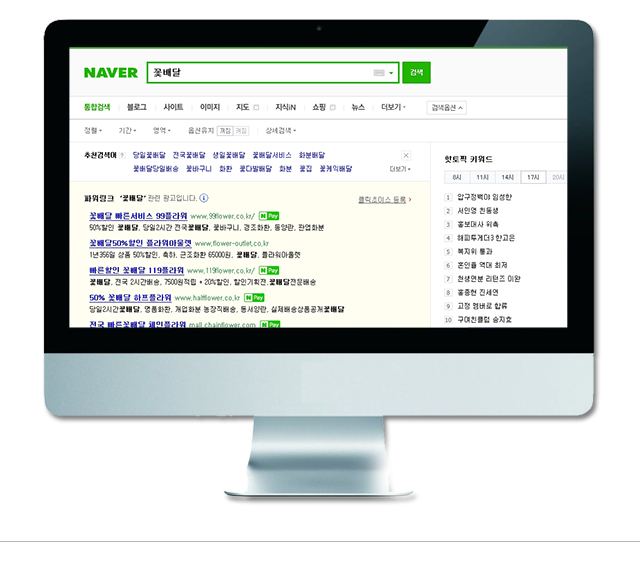 NAVER 꽃배달 검색
통합검색 블로그 사이트 이미지 지도 지식iN 쇼핑 뉴스 더보기 검색옵션
정렬 기간 영역 옵션유지 꺼짐 켜짐 상세검색
추천검색어 당일꽃배달 전국꽃배달 생일꽃배달 꽃배달서비스 화분배달
꽃배달당일배송 꽃바구니 화환 꽃다발배달 화분 꽃집 꽃케익배달 더보기
파워링크 '꽃배달' 관련 광고입니다. 클릭초이스 등록
꽃배달 빠른서비스 99플라워 www.99flower.co.kr/ N Pay
50%할인 꽃배달, 당일2시간 전국꽃배달, 꽃바구니, 경조화환, 동양란, 관엽화분
꽃배달50%할인 플라워아울렛 www.flower-outlet.co.kr
1년356일 상품 50%할인, 축하, 근조화환 65000원, 꽃배달, 플라워아울렛
빠른할인 꽃배달 119플라워 www.119flower.co.kr/ N Pay
꽃배달, 전국 2시간배송, 7500원적립 + 20%할인, 할인기획전,꽃배달전문배송
50% 꽃배달 하프플라워 www.halfflower.co.kr N Pay
당일2시간꽃배달, 명품화환, 개업화분 농장직배송, 동서양란, 실제배송상품공개꽃배달
전국 빠른꽃배달 체인플라워 mall.chainflower.com N Pay
핫토픽 키워드
8시 11시 14시 17시 20시
1 압구정백야 임성한
2 서인영 친동생
3 홍보대사 위촉
4 해피투게더3 한고은
5 복지위 통과
6 혼인율 역대 최저
7 천생연분 리턴즈 미완
8 홍종현 진세연
9 고정 멤버로 합류
10 구여친클럽 송지효